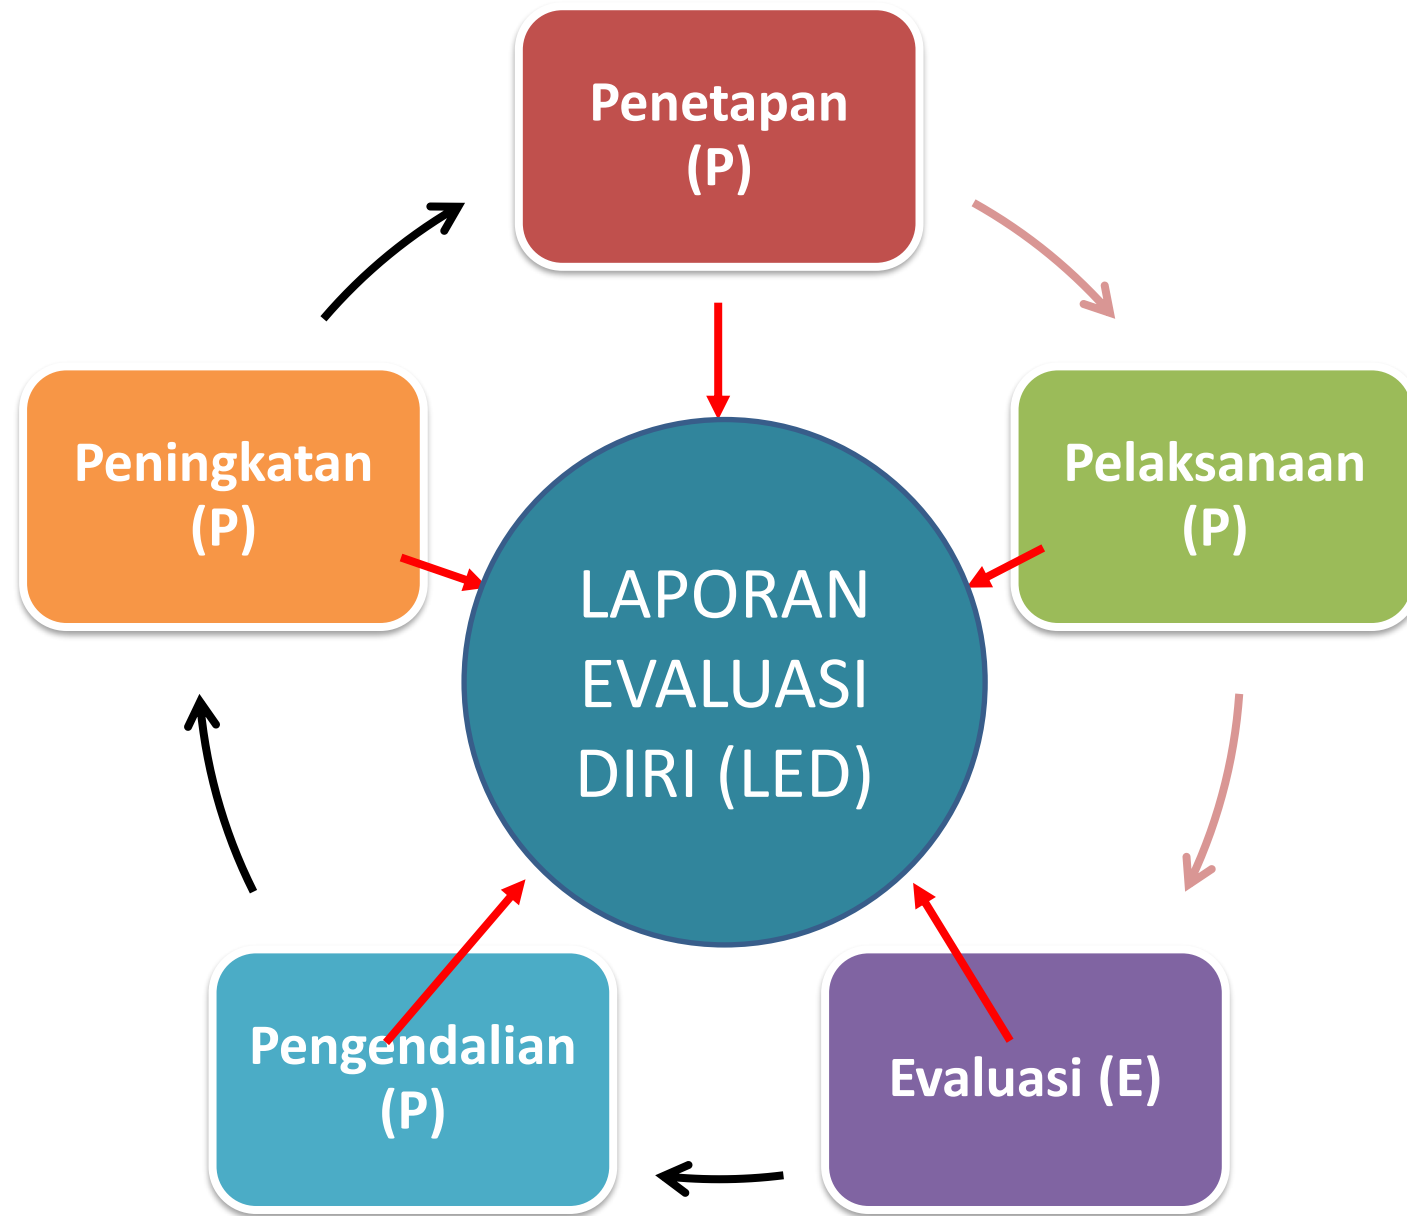 Penetapan
(P)
Peningkatan
(P)
Pelaksanaan
(P)
LAPORAN
EVALUASI
DIRI (LED)
Pengendalian
(P)
Evaluasi (E)